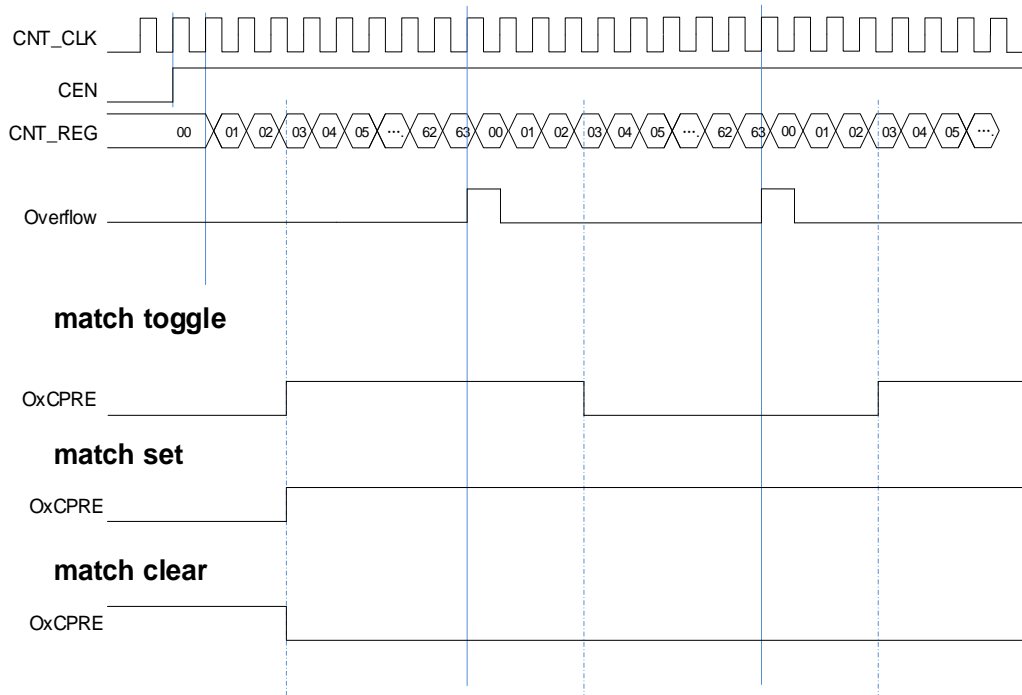 CNT_CLK
CEN
CNT_REG 00 01 02 03 04 05 ···. 62 63 00 01 02 03 04 05 ···. 62 63 00 01 02 03 04 05 ···.
Overflow
match toggle
OxCPRE
match set
OxCPRE
match clear
OxCPRE